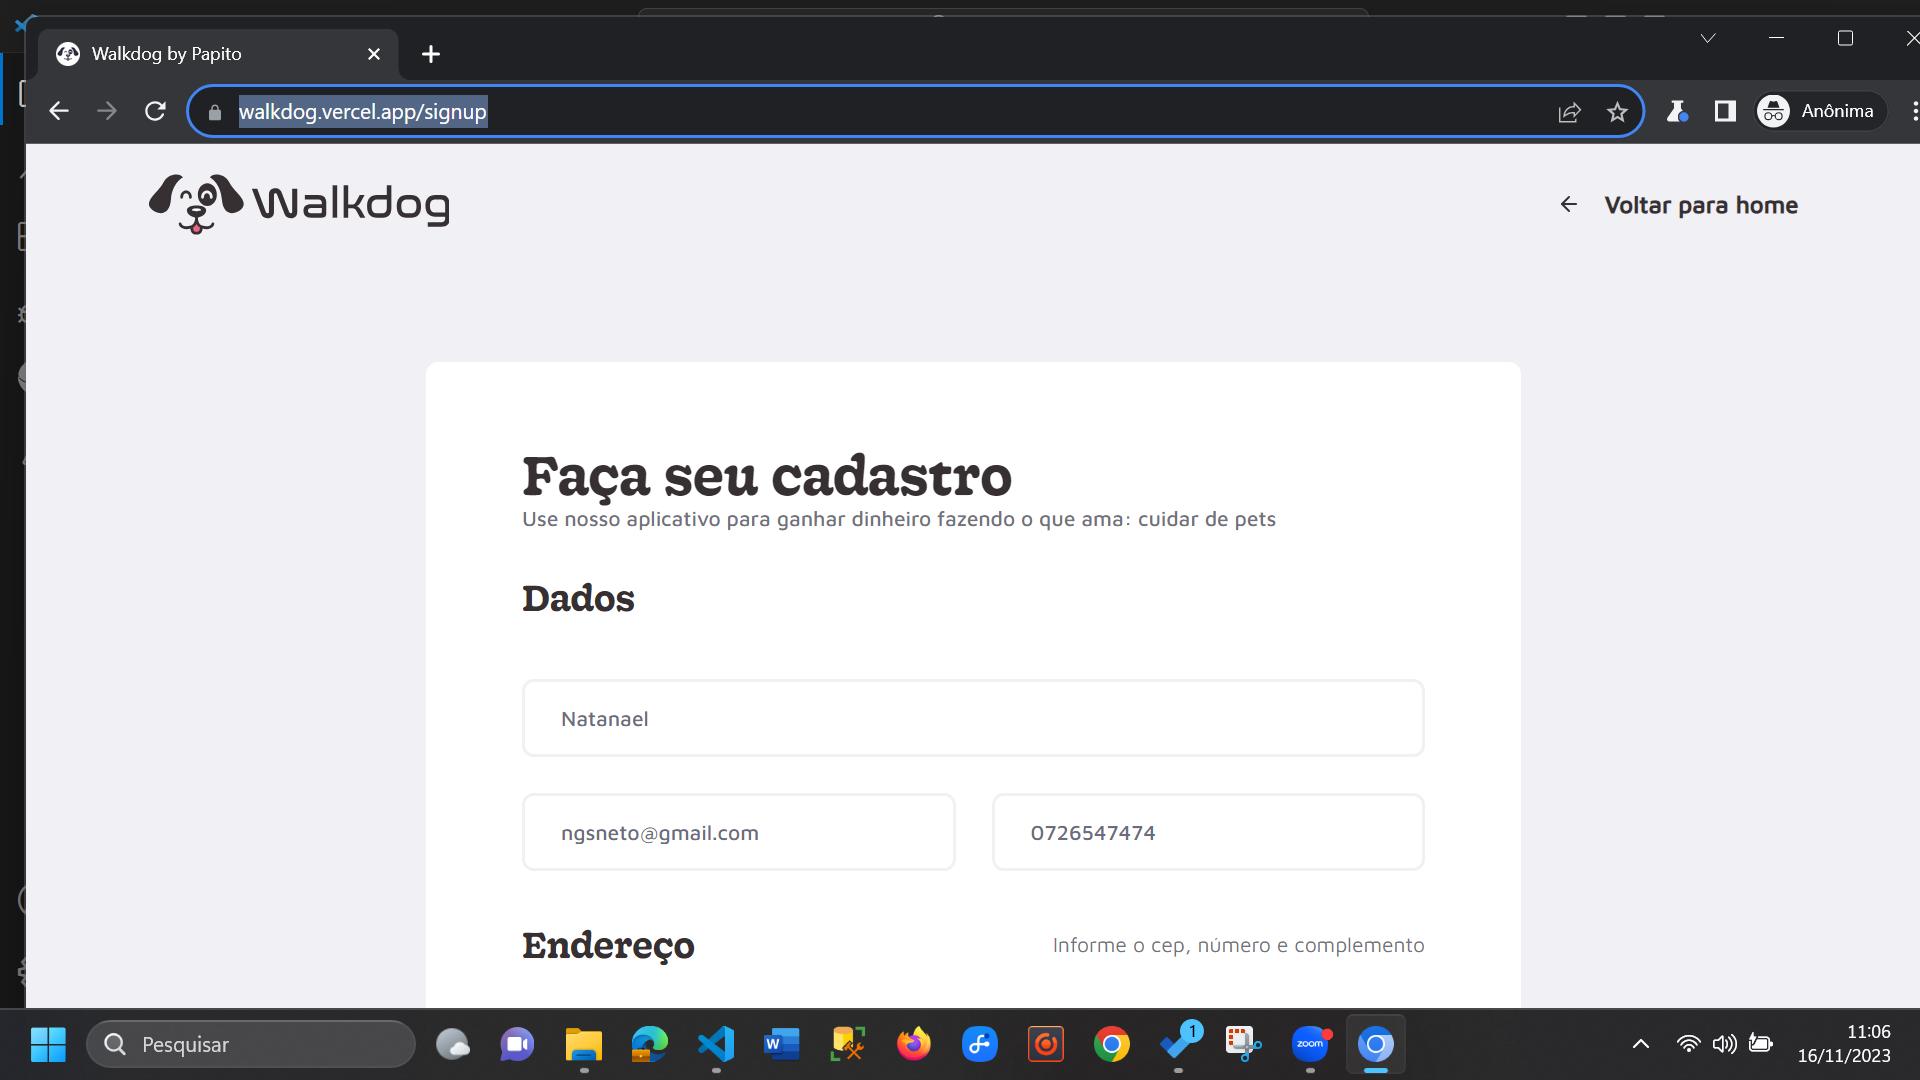 Walkdog by Papito
walkdog.vercel.app/signup
Anônima
Walkdog
Voltar para home
Faça seu cadastro
Use nosso aplicativo para ganhar dinheiro fazendo o que ama: cuidar de pets
Dados
Natanael
ngsneto@gmail.com
0726547474
Endereço
Informe o cep, número e complemento
Pesquisar
W
1
zoom
11:06
16/11/2023